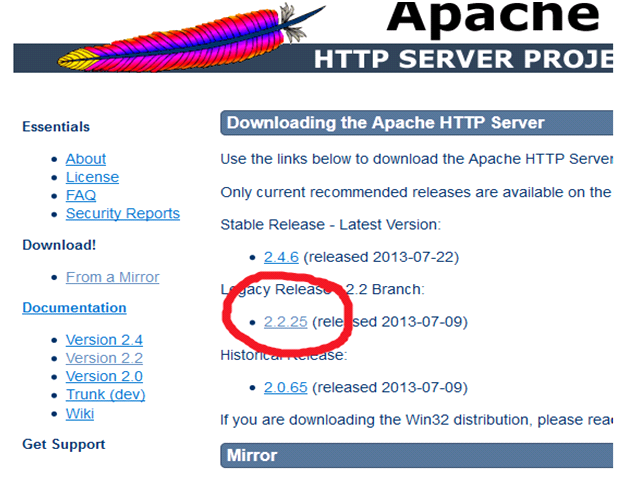 Apache
HTTP SERVER PROJE
Essentials
About
License
FAQ
Security Reports
Download!
From a Mirror
Documentation
Version 2.4
Version 2.2
Version 2.0
Trunk (dev)
Wiki
Get Support
Downloading the Apache HTTP Server
Use the links below to download the Apache HTTP Server
Only current recommended releases are available on the
Stable Release - Latest Version:
2.4.6 (released 2013-07-22)
Legacy Release 2.2 Branch:
2.2.25 (released 2013-07-09)
Historical Release:
2.0.65 (released 2013-07-09)
If you are downloading the Win32 distribution, please rea
Mirror